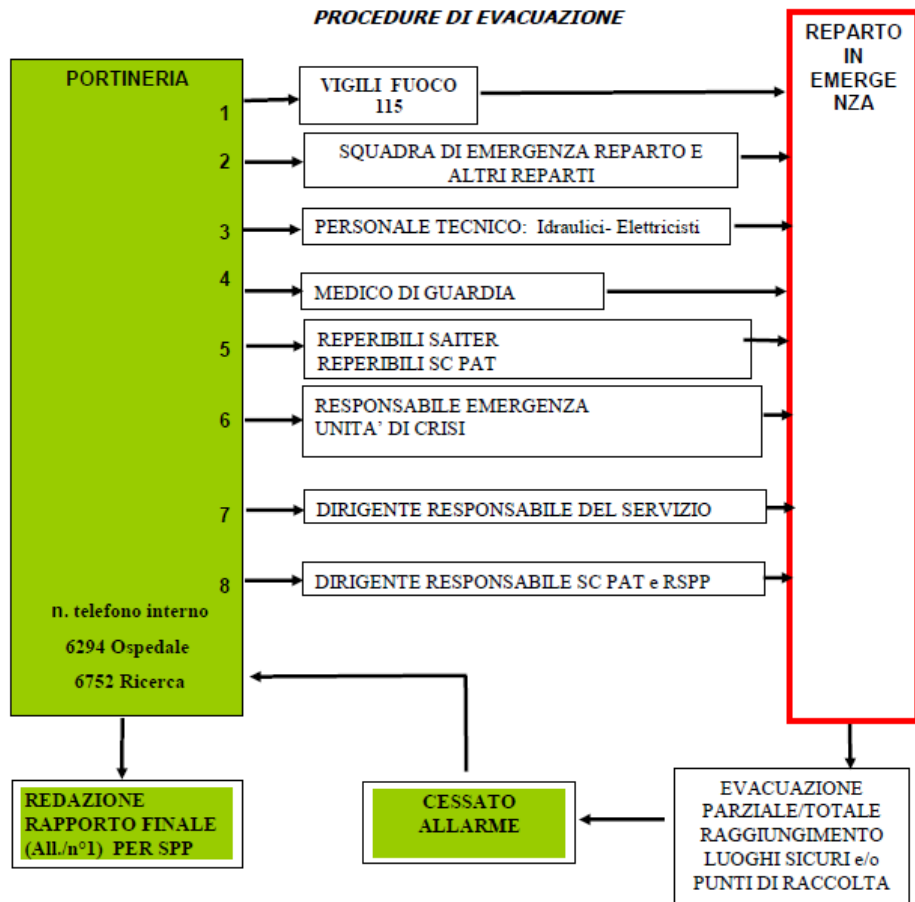 PROCEDURE DI EVACUAZIONE
PORTINERIA
1
2
3
4
5
6
7
8
n. telefono interno
6294 Ospedale
6752 Ricerca
VIGILI FUOCO
115
SQUADRA DI EMERGENZA REPARTO E
ALTRI REPARTI
PERSONALE TECNICO: Idraulici- Elettricisti
MEDICO DI GUARDIA
REPERIBILI SAITER
REPERIBILI SC PAT
RESPONSABILE EMERGENZA
UNITA' DI CRISI
DIRIGENTE RESPONSABILE DEL SERVIZIO
DIRIGENTE RESPONSABILE SC PAT e RSPP
REPARTO
IN
EMERGE
NZA
REDAZIONE
RAPPORTO FINALE
(All./n°1) PER SPP
CESSATO
ALLARME
EVACUAZIONE
PARZIALE/TOTALE
RAGGIUNGIMENTO
LUOGHI SICURI e/o
PUNTI DI RACCOLTA